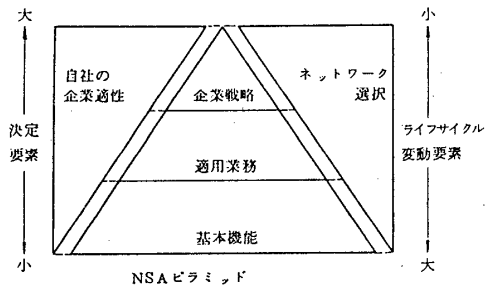 大
小
自社の
企業適性
ネットワーク
選択
企業戦略
決定
要素
ライフサイクル
変動要素
適用業務
基本機能
小
大
NSAピラミッド